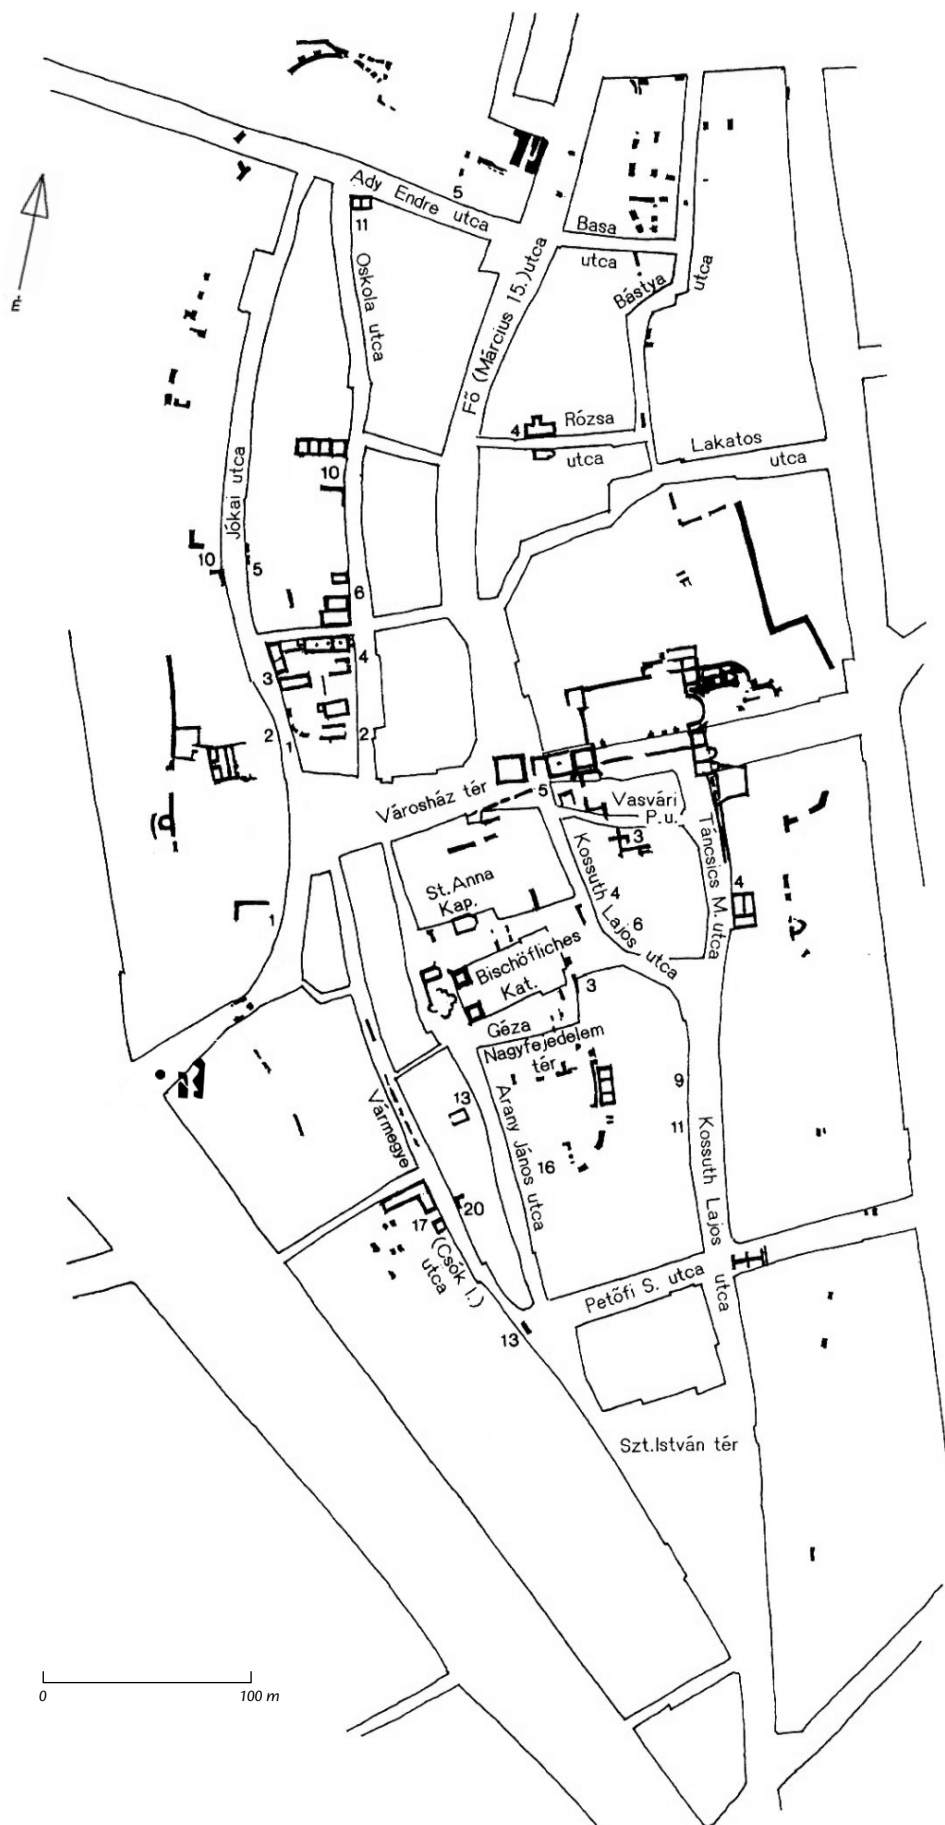 Ady Endre utca
5
11
Basa
utca
Bástya
utca
É
Oskola utca
Fő (Március 15.) utca
4
Rózsa
utca
Lakatos
utca
10
Jókai utca
10
5
6
3
4
2
1
2
Városház tér
5
Vasvári
P.u.
3
Táncsics M. utca
4
Kossuth Lajos utca
4
6
St. Anna
Kap.
1
Bischöfliches
Kat.
3
Géza
Nagyfejedelem
tér
13
Arany János utca
9
11
16
Vármegye
20
17
(Csók I.)
utca
Kossuth Lajos
utca
Petőfi S. utca
13
Szt.István tér
0 100 m